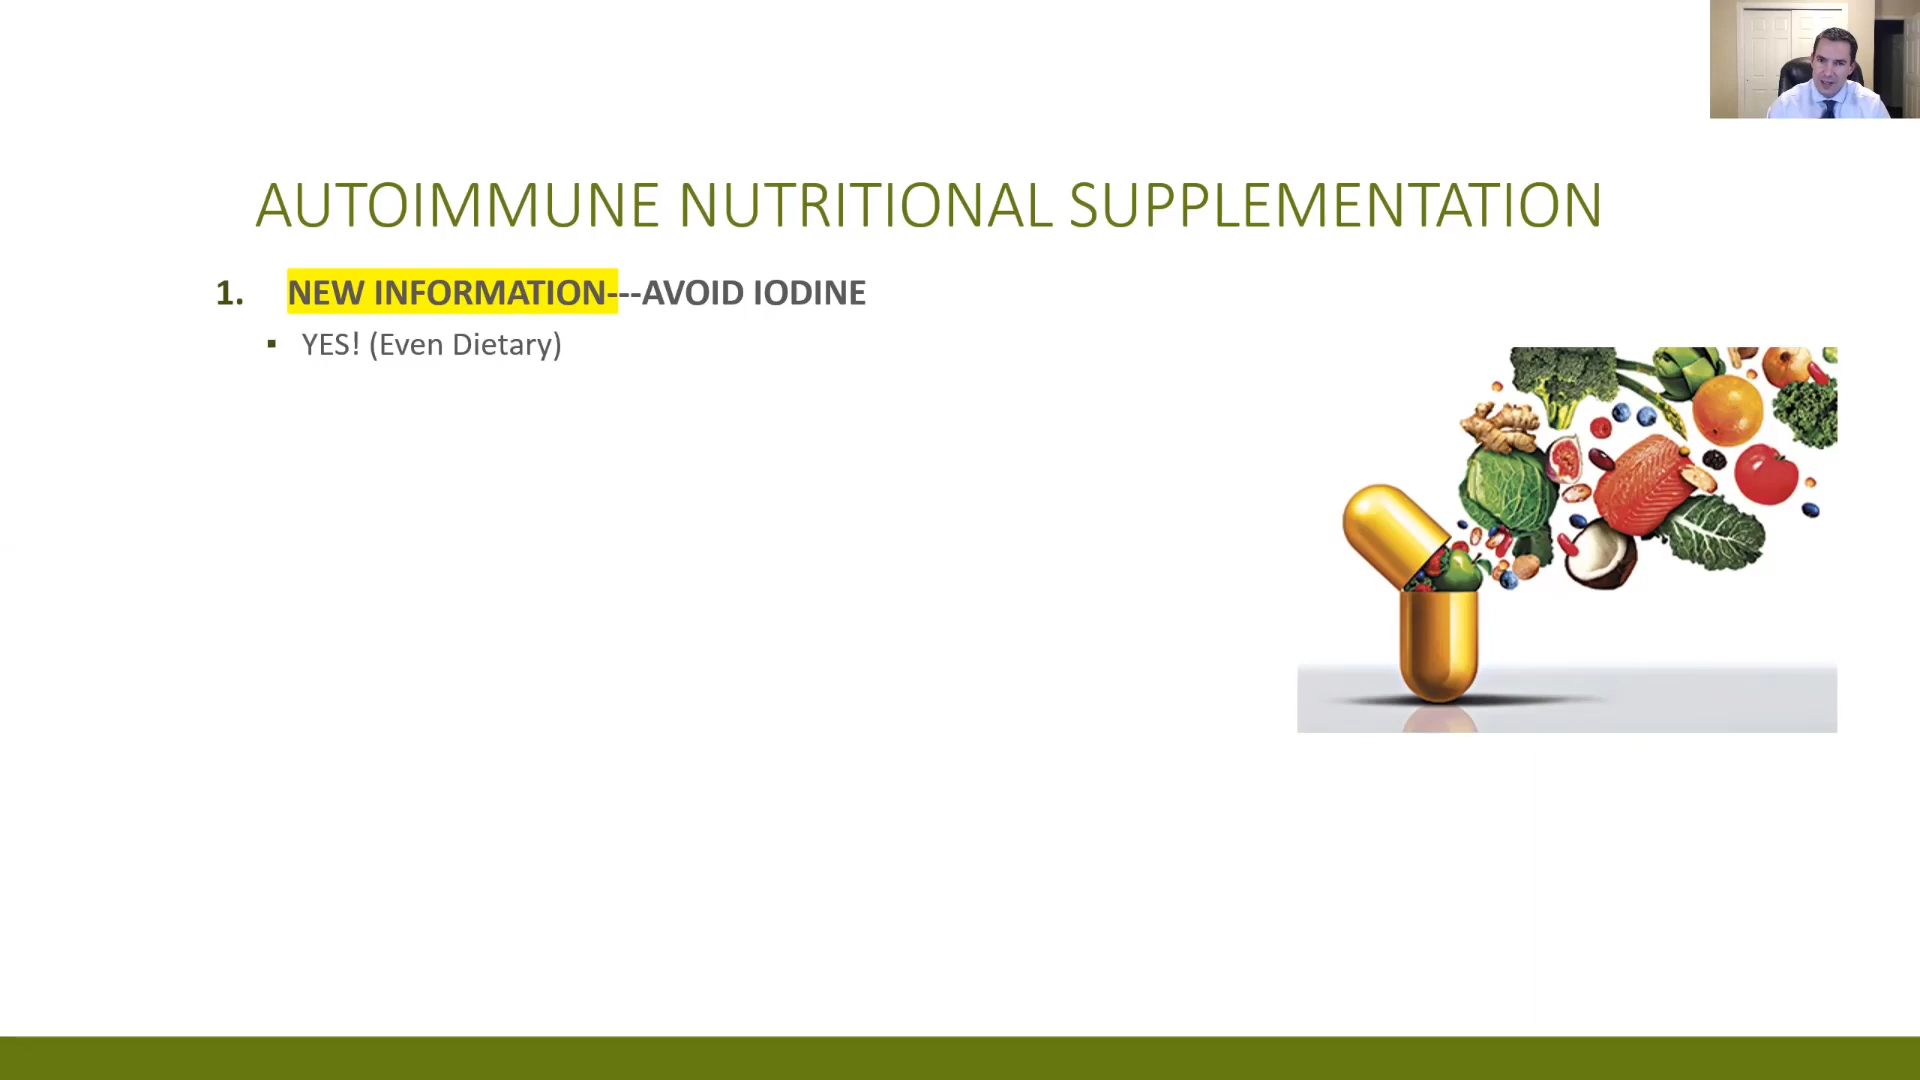 AUTOIMMUNE NUTRITIONAL SUPPLEMENTATION
1. NEW INFORMATION---AVOID IODINE
▪ YES! (Even Dietary)